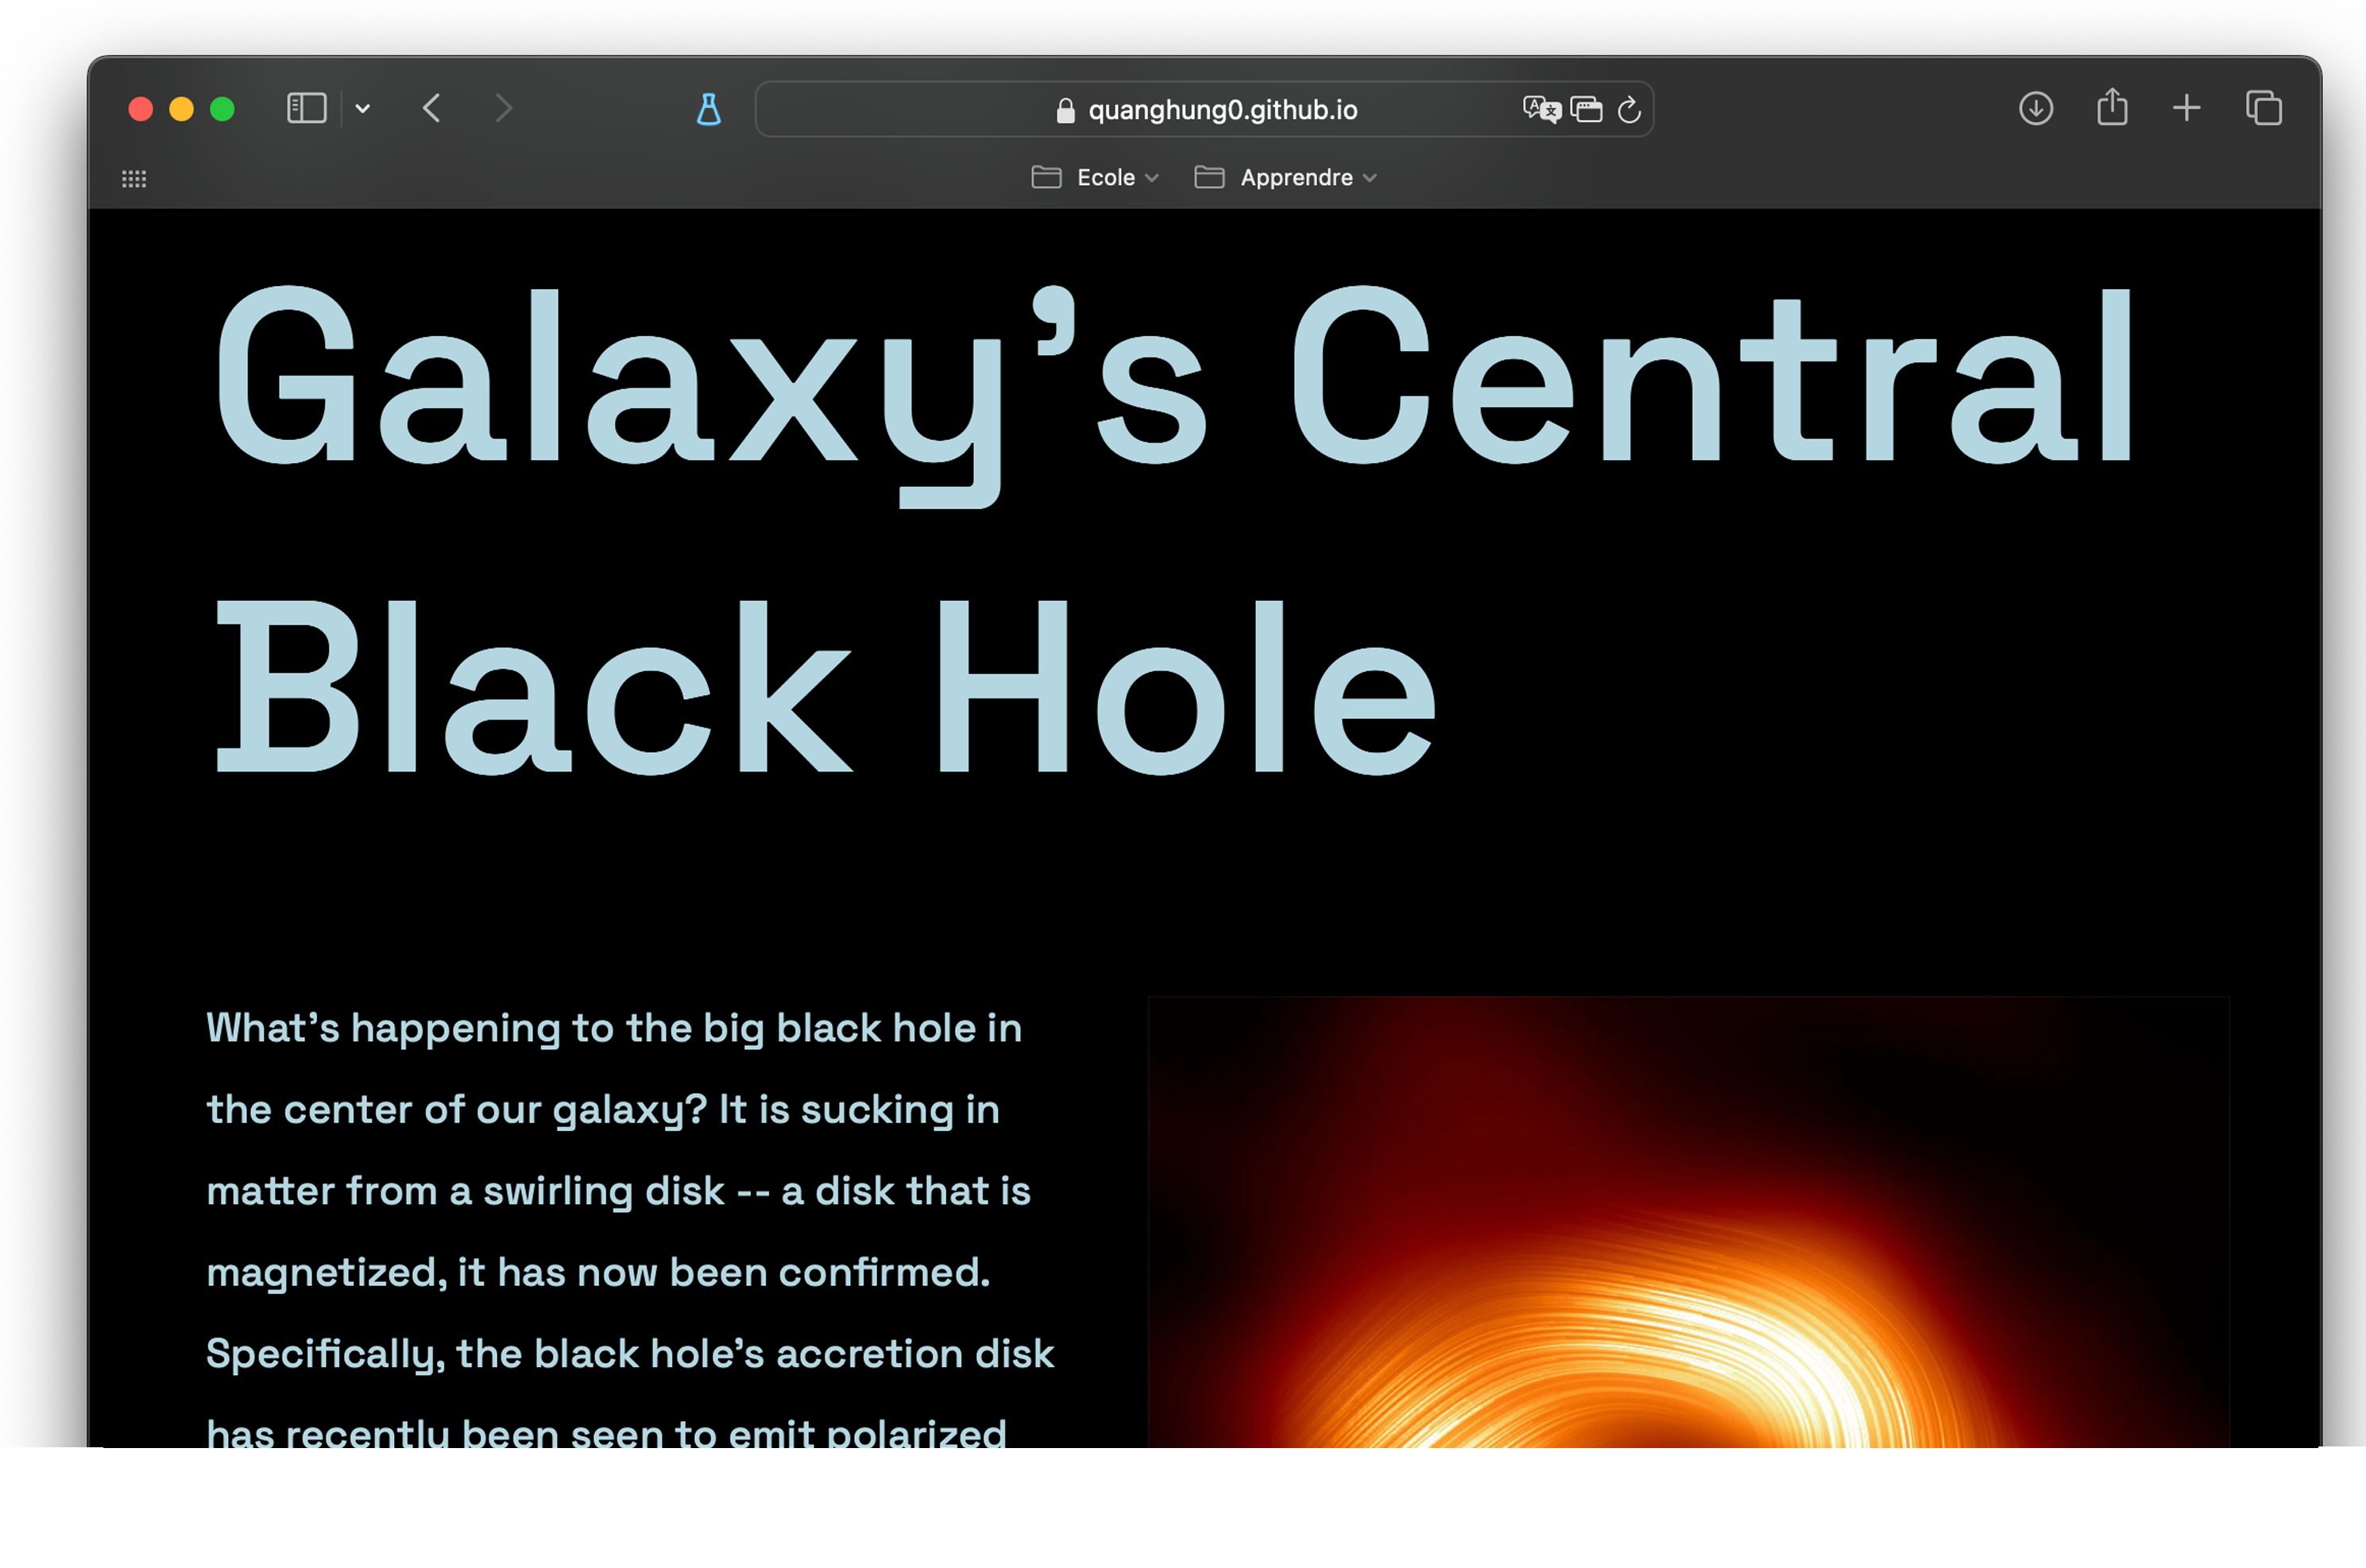 quanghung0.github.io
Ecole Apprendre
Galaxy’s Central
Black Hole
What’s happening to the big black hole in
the center of our galaxy? It is sucking in
matter from a swirling disk -- a disk that is
magnetized, it has now been confirmed.
Specifically, the black hole’s accretion disk
has recently been seen to emit polarized